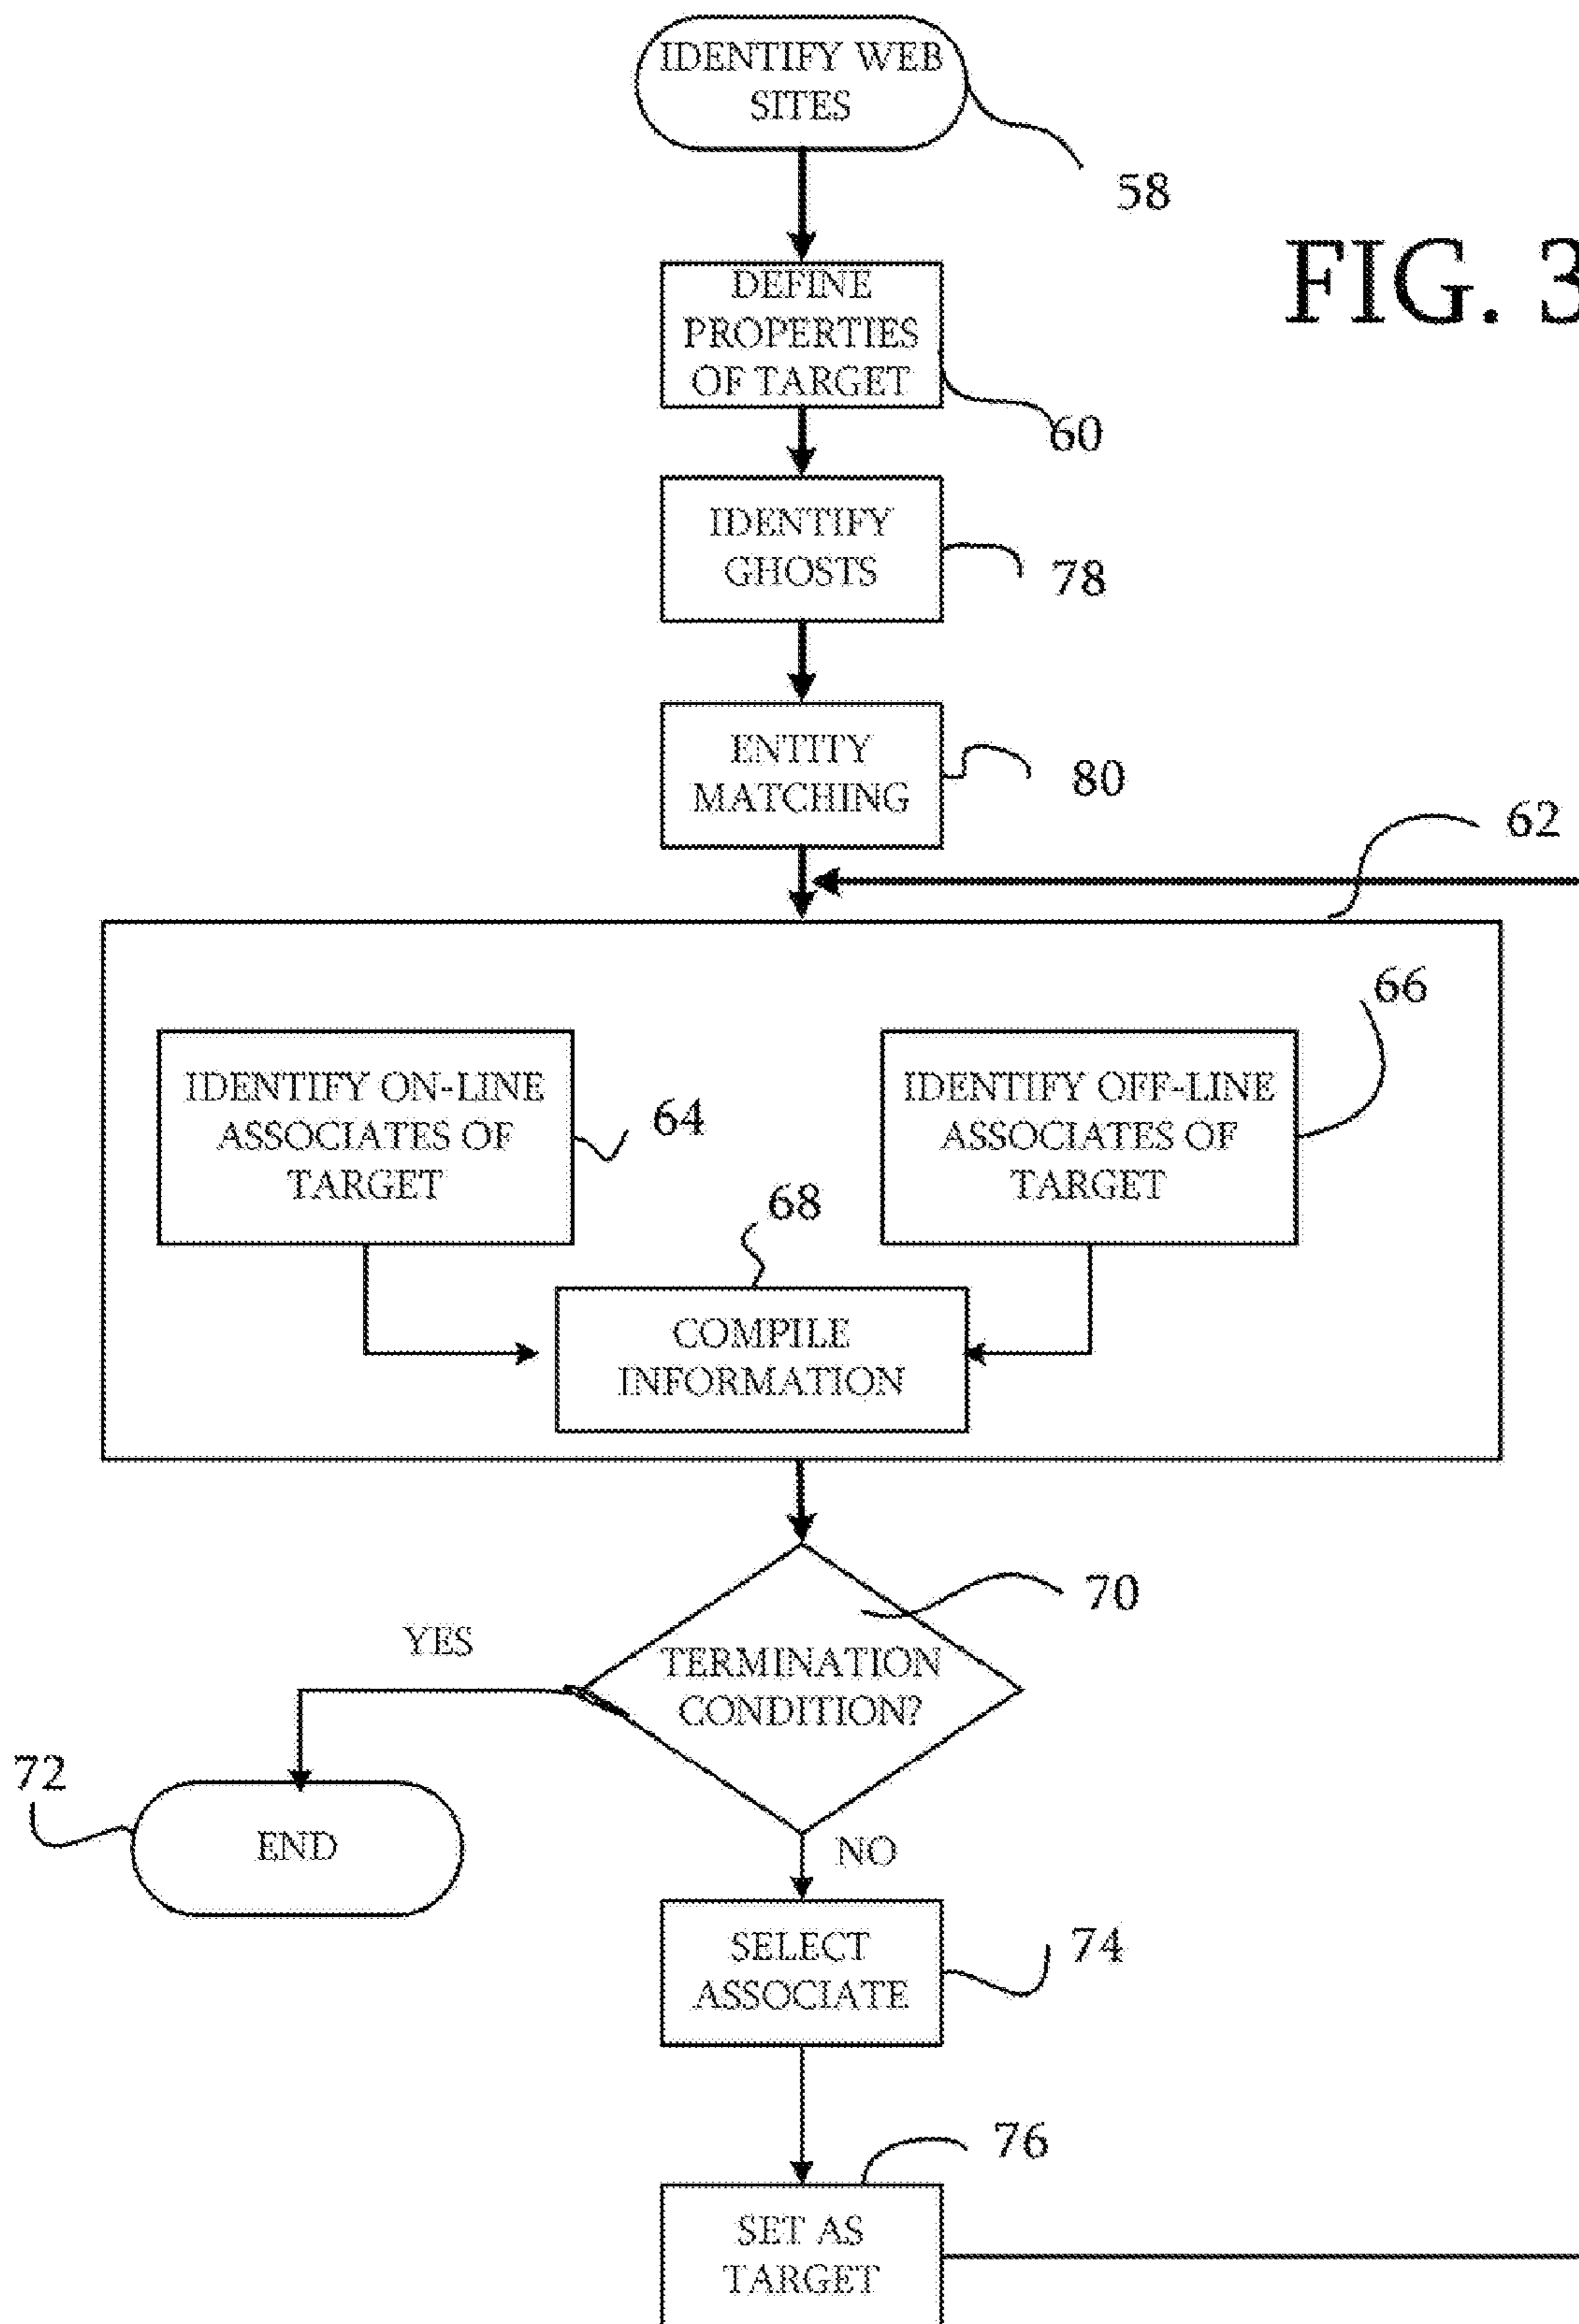 IDENTIFY WEB
SITES
58
FIG. 3
DEFINE
PROPERTIES
OF TARGET
60
IDENTIFY
GHOSTS
78
ENTITY
MATCHING
80
62
66
IDENTIFY ON-LINE
ASSOCIATES OF
TARGET
64
IDENTIFY OFF-LINE
ASSOCIATES OF
TARGET
68
COMPILE
INFORMATION
70
YES
TERMINATION
CONDITION?
72
END
NO
SELECT
ASSOCIATE
74
76
SET AS
TARGET